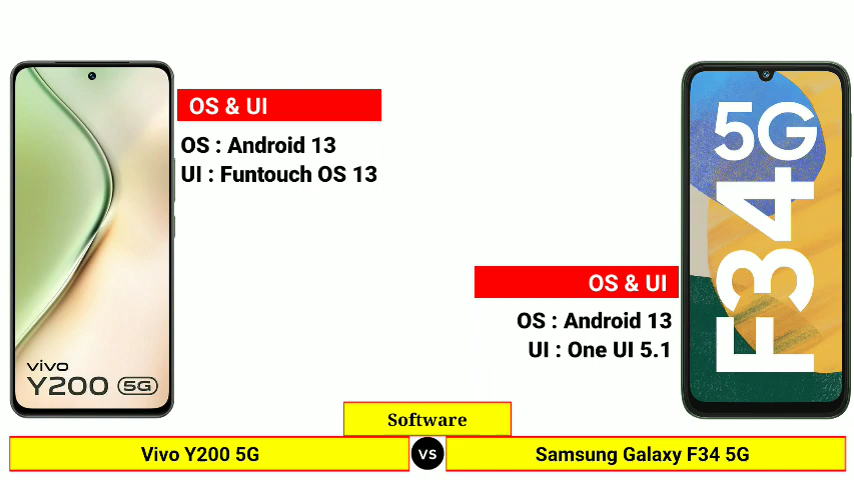 OS & UI
OS : Android 13
UI : Funtouch OS 13
vivo
Y200 5G
5G
F34
OS & UI
OS : Android 13
UI : One UI 5.1
Software
Vivo Y200 5G
VS
Samsung Galaxy F34 5G